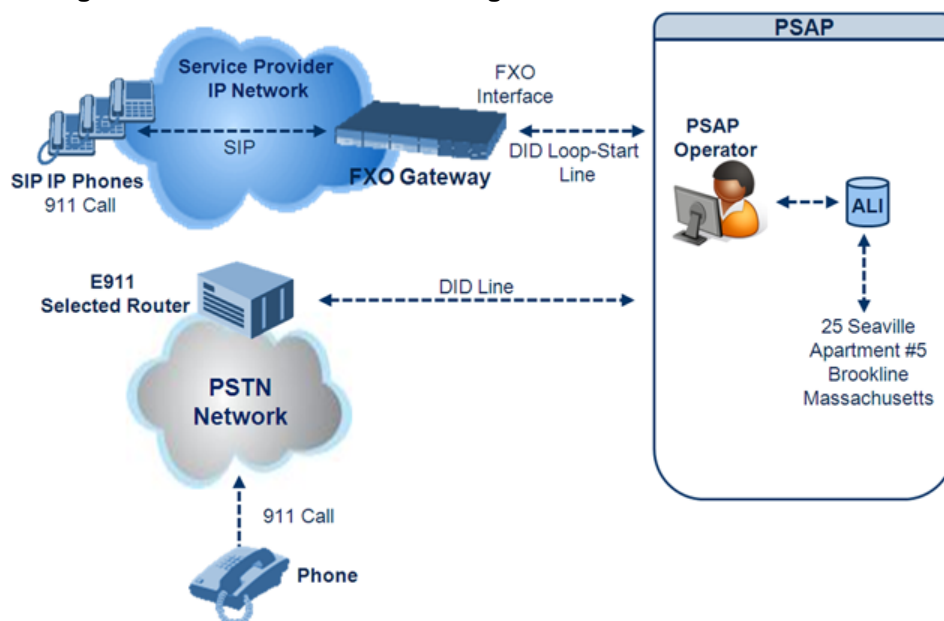 PSAP
Service Provider
IP Network
FXO
Interface
SIP
DID Loop-Start
Line
FXO Gateway
SIP IP Phones
911 Call
PSAP
Operator
ALI
E911
Selected Router
DID Line
25 Seaville
Apartment #5
Brookline
Massachusetts
PSTN
Network
911 Call
Phone